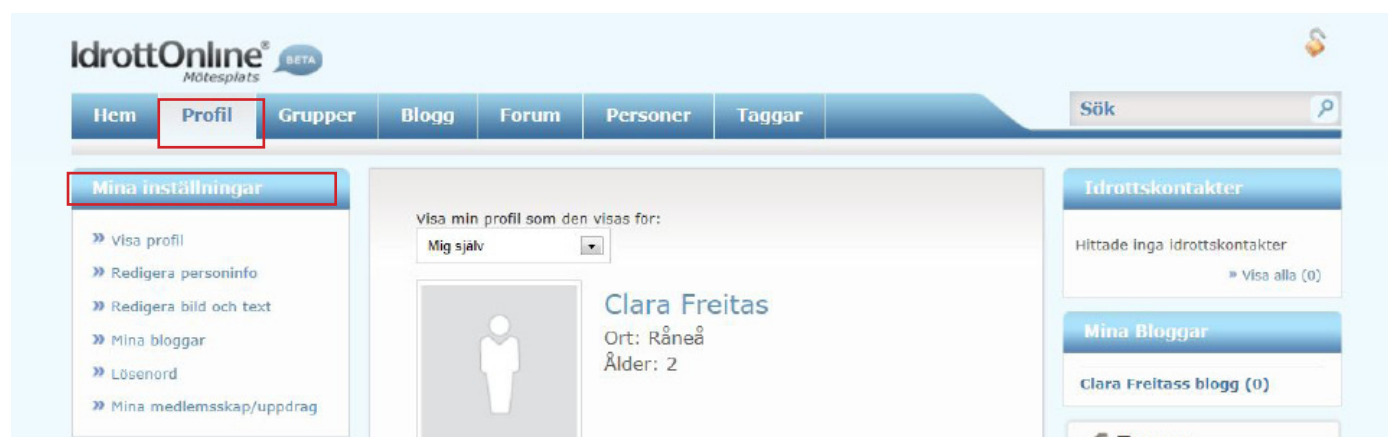 IdrottOnline® BETA
Mötesplats
Hem Profil Grupper Blogg Forum Personer Taggar
Sök
Mina inställningar
» Visa profil
» Redigera personinfo
» Redigera bild och text
» Mina bloggar
» Lösenord
» Mina medlemsskap/uppdrag
Visa min profil som den visas för:
Mig själv
Clara Freitas
Ort: Råneå
Ålder: 2
Idrottskontakter
Hittade inga idrottskontakter
» Visa alla (0)
Mina Bloggar
Clara Freitass blogg (0)